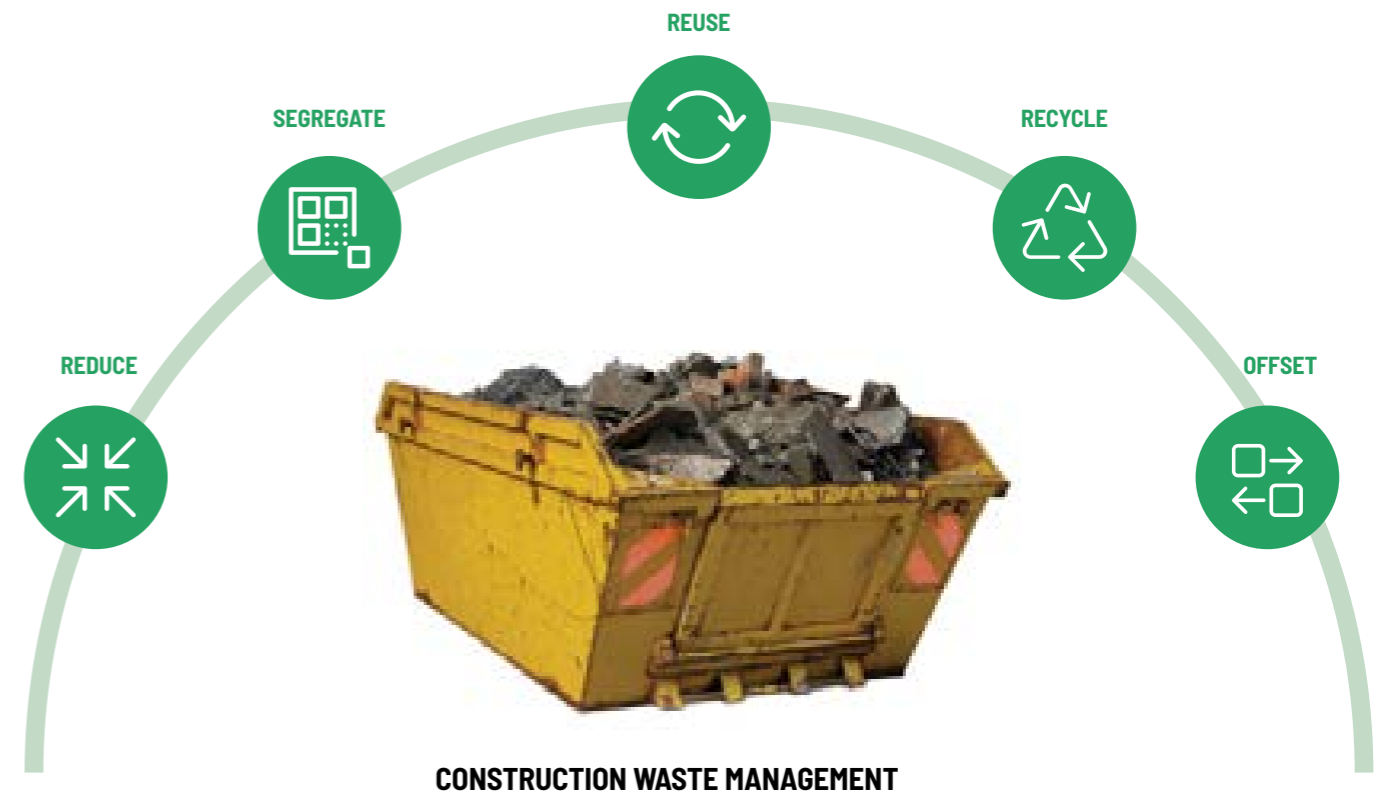 REUSE
SEGREGATE
RECYCLE
REDUCE
OFFSET
CONSTRUCTION WASTE MANAGEMENT